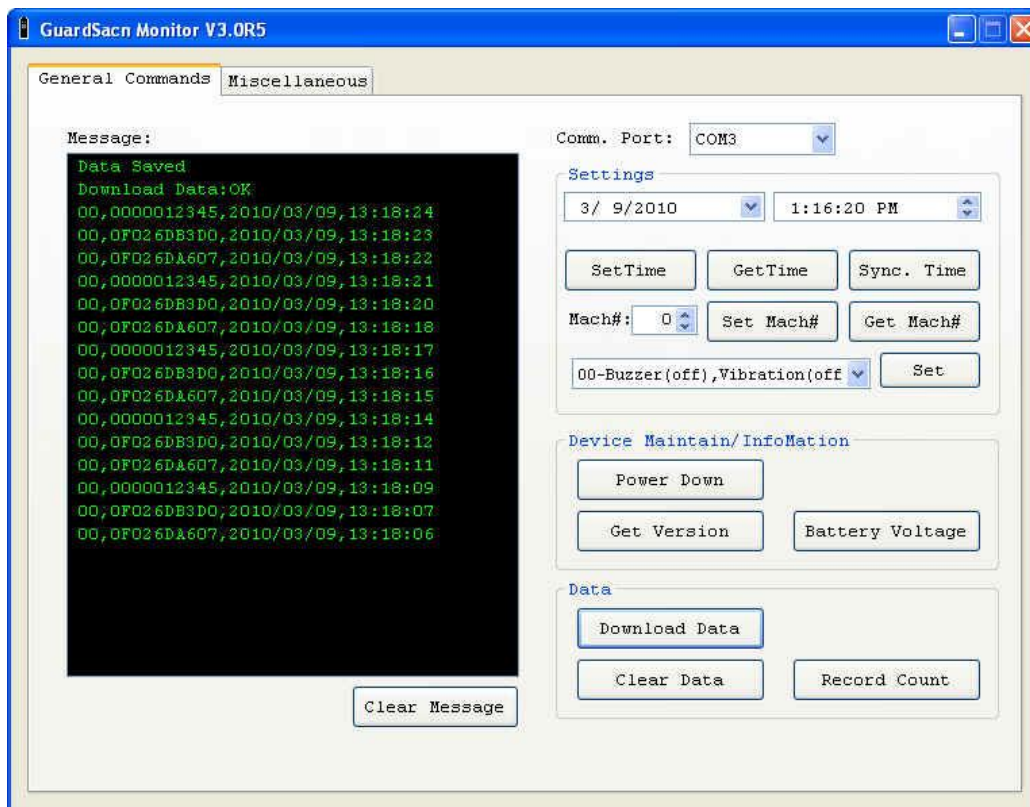 GuardSacn Monitor V3.0R5
General Commands
Miscellaneous
Message:
Data Saved
Download Data:OK
00,0000012345,2010/03/09,13:18:24
00,0F026DB3D0,2010/03/09,13:18:23
00,0F026DA607,2010/03/09,13:18:22
00,0000012345,2010/03/09,13:18:21
00,0F026DB3D0,2010/03/09,13:18:20
00,0F026DA607,2010/03/09,13:18:18
00,0000012345,2010/03/09,13:18:17
00,0F026DB3D0,2010/03/09,13:18:16
00,0F026DA607,2010/03/09,13:18:15
00,0000012345,2010/03/09,13:18:14
00,0F026DB3D0,2010/03/09,13:18:12
00,0F026DA607,2010/03/09,13:18:11
00,0000012345,2010/03/09,13:18:09
00,0F026DB3D0,2010/03/09,13:18:07
00,0F026DA607,2010/03/09,13:18:06
Clear Message
Comm. Port: COM3
Settings
3/ 9/2010 1:16:20 PM
SetTime GetTime Sync. Time
Mach#: 0 Set Mach# Get Mach#
00-Buzzer(off),Vibration(off Set
Device Maintain/InfoMation
Power Down
Get Version Battery Voltage
Data
Download Data
Clear Data Record Count